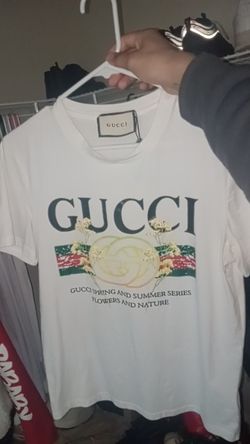 GUCCI
GUCCI
GUCCI SPRING AND SUMMER SERIES
FLOWERS AND NATURE